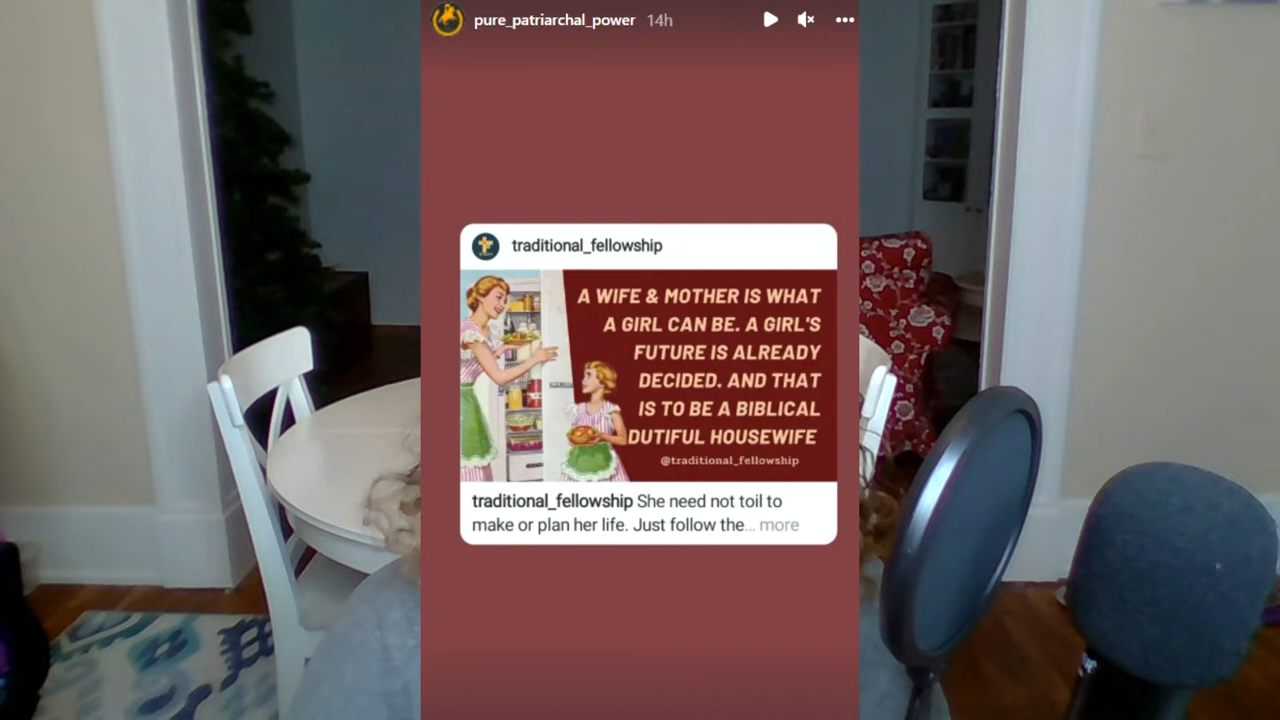 pure_patriarchal_power 14h
traditional_fellowship
A WIFE & MOTHER IS WHAT
A GIRL CAN BE. A GIRL'S
FUTURE IS ALREADY
DECIDED. AND THAT
IS TO BE A BIBLICAL
DUTIFUL HOUSEWIFE
@traditional_fellowship
traditional_fellowship She need not toil to
make or plan her life. Just follow the... more